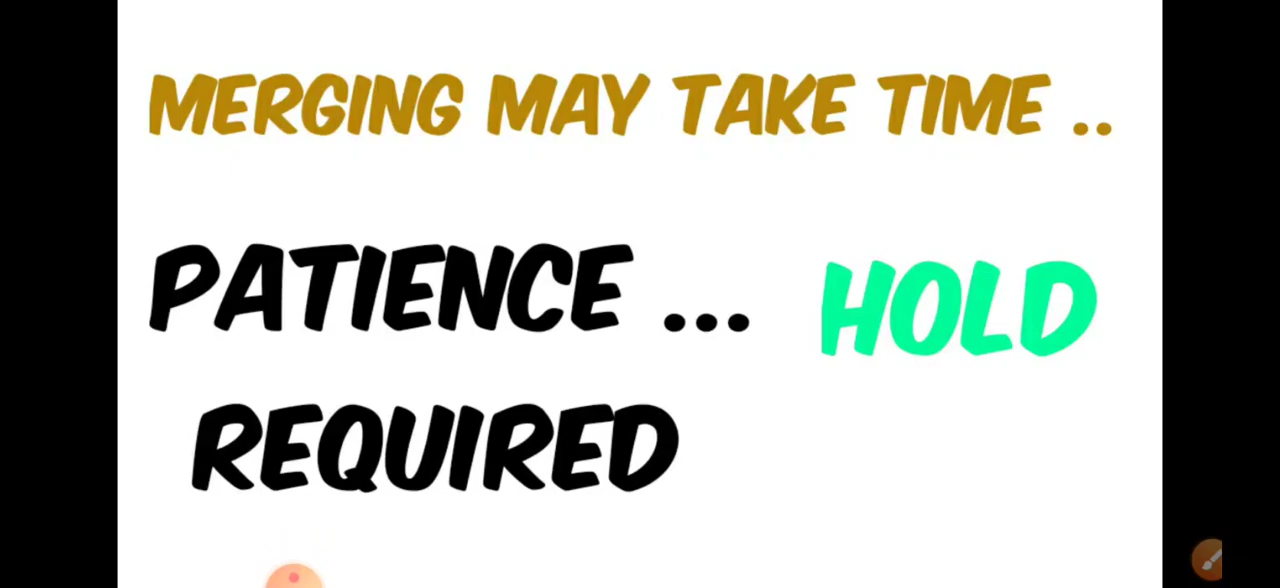 MERGING MAY TAKE TIME ..
PATIENCE ... HOLD
REQUIRED